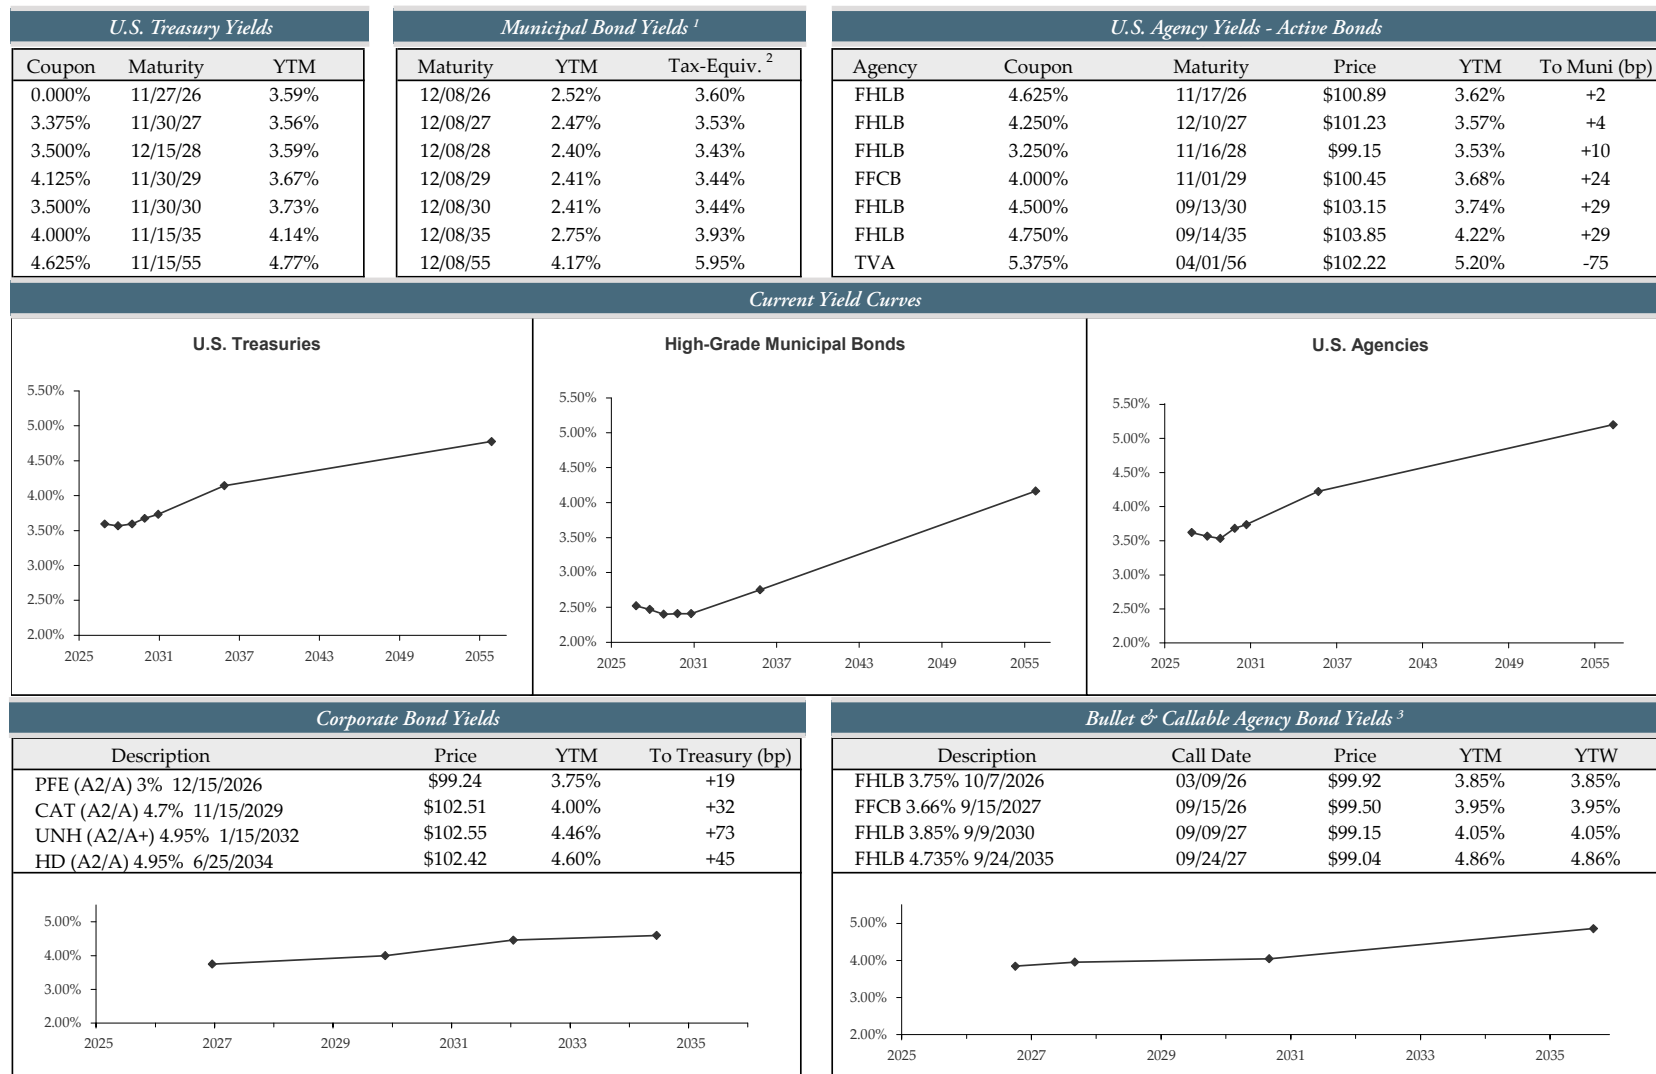 U.S. Treasury Yields
Coupon Maturity YTM
0.000% 11/27/26 3.59%
3.375% 11/30/27 3.56%
3.500% 12/15/28 3.59%
4.125% 11/30/29 3.67%
3.500% 11/30/30 3.73%
4.000% 11/15/35 4.14%
4.625% 11/15/55 4.77%
Municipal Bond Yields ¹
Maturity YTM Tax-Equiv. ²
12/08/26 2.52% 3.60%
12/08/27 2.47% 3.53%
12/08/28 2.40% 3.43%
12/08/29 2.41% 3.44%
12/08/30 2.41% 3.44%
12/08/35 2.75% 3.93%
12/08/55 4.17% 5.95%
U.S. Agency Yields - Active Bonds
Agency Coupon Maturity Price YTM To Muni (bp)
FHLB 4.625% 11/17/26 $100.89 3.62% +2
FHLB 4.250% 12/10/27 $101.23 3.57% +4
FHLB 3.250% 11/16/28 $99.15 3.53% +10
FFCB 4.000% 11/01/29 $100.45 3.68% +24
FHLB 4.500% 09/13/30 $103.15 3.74% +29
FHLB 4.750% 09/14/35 $103.85 4.22% +29
TVA 5.375% 04/01/56 $102.22 5.20% -75
Current Yield Curves
U.S. Treasuries
5.50%
5.00%
4.50%
4.00%
3.50%
3.00%
2.50%
2.00%
2025 2031 2037 2043 2049 2055
High-Grade Municipal Bonds
5.50%
5.00%
4.50%
4.00%
3.50%
3.00%
2.50%
2.00%
2025 2031 2037 2043 2049 2055
U.S. Agencies
5.50%
5.00%
4.50%
4.00%
3.50%
3.00%
2.50%
2.00%
2025 2031 2037 2043 2049 2055
Corporate Bond Yields
Description Price YTM To Treasury (bp)
PFE (A2/A) 3% 12/15/2026 $99.24 3.75% +19
CAT (A2/A) 4.7% 11/15/2029 $102.51 4.00% +32
UNH (A2/A+) 4.95% 1/15/2032 $102.55 4.46% +73
HD (A2/A) 4.95% 6/25/2034 $102.42 4.60% +45
5.00%
4.00%
3.00%
2.00%
2025 2027 2029 2031 2033 2035
Bullet & Callable Agency Bond Yields ³
Description Call Date Price YTM YTW
FHLB 3.75% 10/7/2026 03/09/26 $99.92 3.85% 3.85%
FFCB 3.66% 9/15/2027 09/15/26 $99.50 3.95% 3.95%
FHLB 3.85% 9/9/2030 09/09/27 $99.15 4.05% 4.05%
FHLB 4.735% 9/24/2035 09/24/27 $99.04 4.86% 4.86%
5.00%
4.00%
3.00%
2.00%
2025 2027 2029 2031 2033 2035